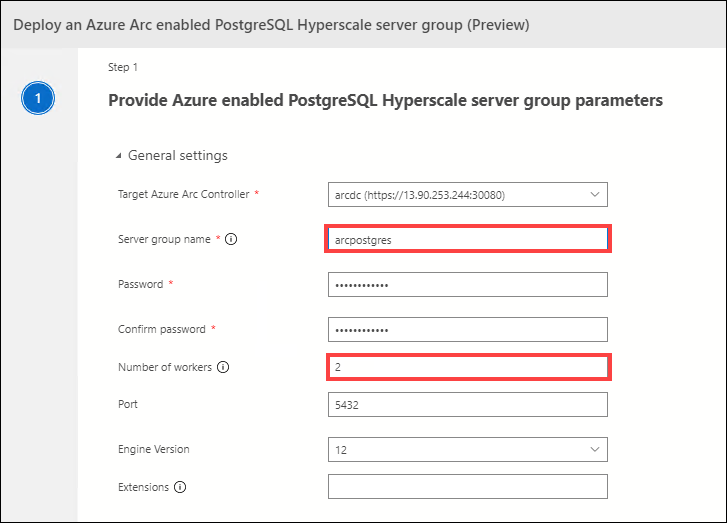 Deploy an Azure Arc enabled PostgreSQL Hyperscale server group (Preview)
1
Step 1
Provide Azure enabled PostgreSQL Hyperscale server group parameters
General settings
Target Azure Arc Controller * arcdc (https://13.90.253.244:30080)
Server group name * arcpostgres
Password * ••••••••••••
Confirm password * ••••••••••••
Number of workers 2
Port 5432
Engine Version 12
Extensions